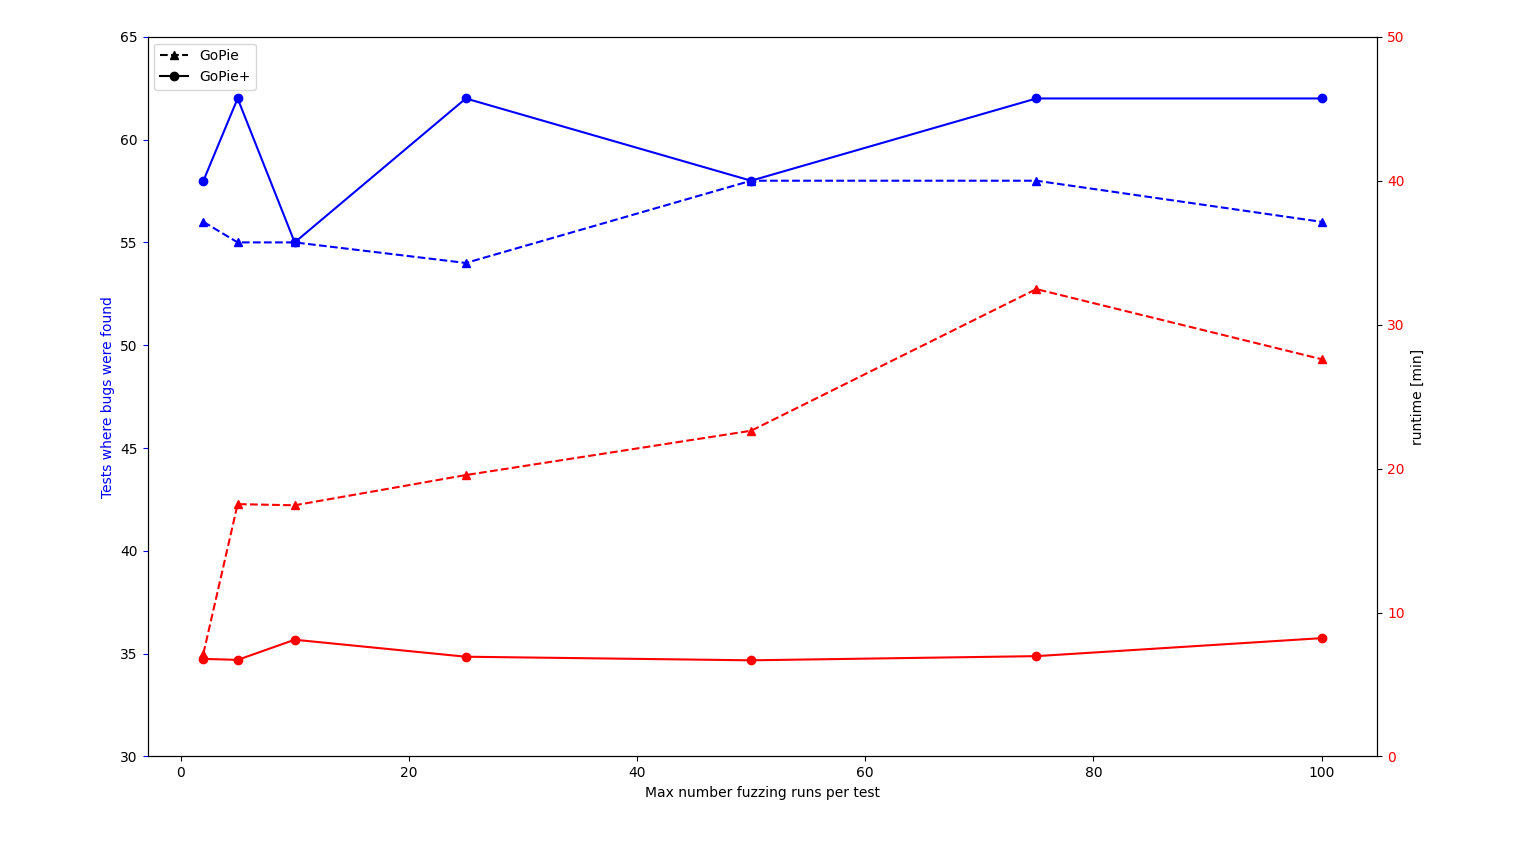 GoPie
GoPie+
65
60
55
50
45
40
35
30
Tests where bugs were found
50
40
30
20
10
0
runtime [min]
0 20 40 60 80 100
Max number fuzzing runs per test